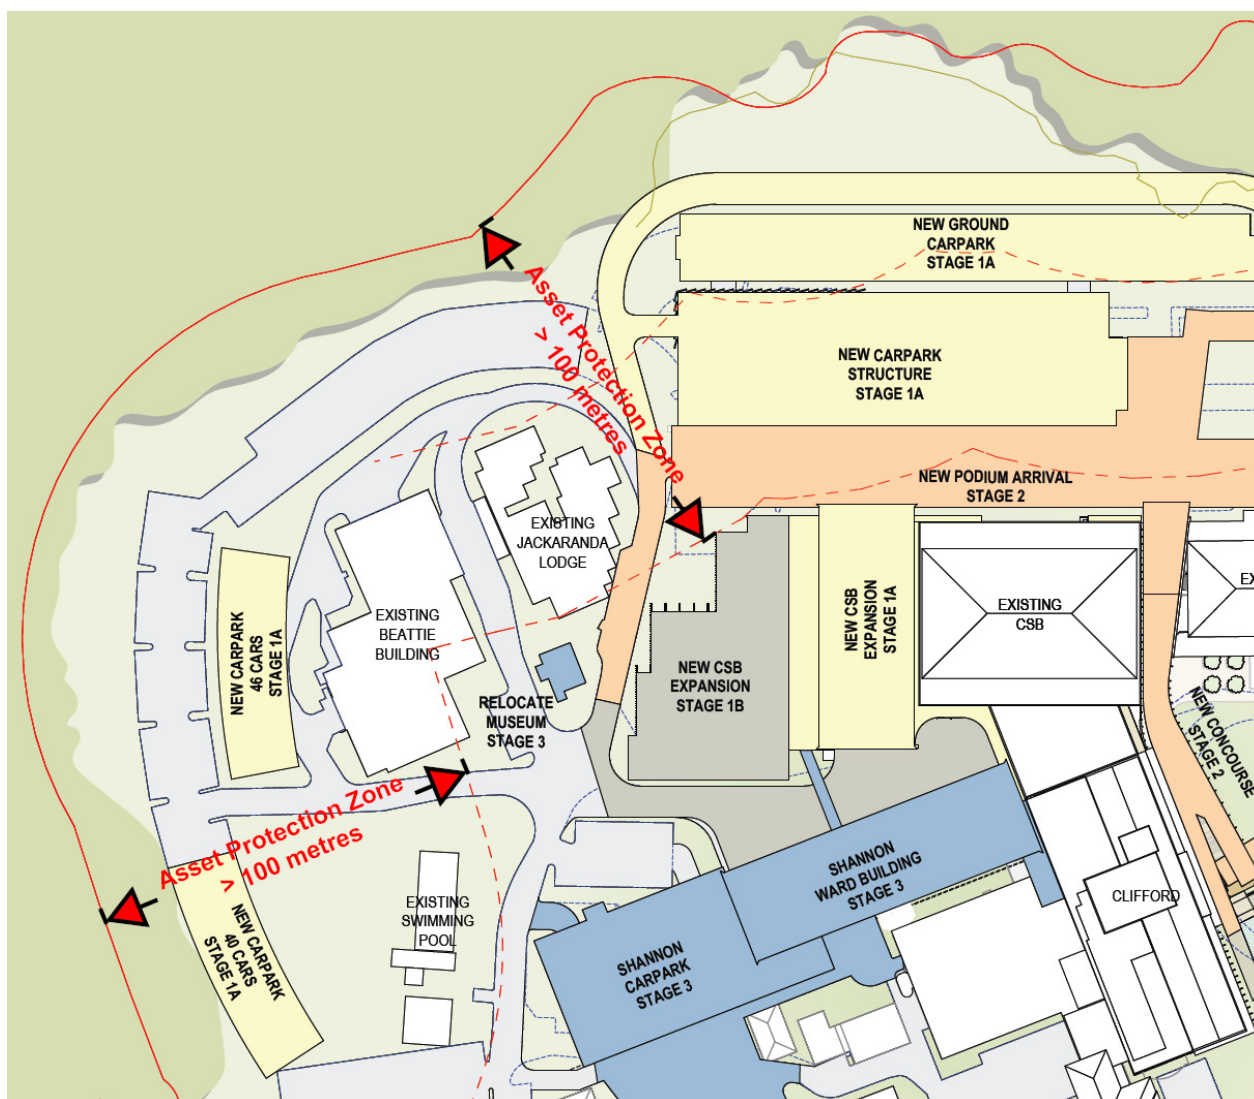 NEW GROUND
CARPARK
STAGE 1A
Asset Protection Zone
> 100 metres
NEW CARPARK
STRUCTURE
STAGE 1A
NEW PODIUM ARRIVAL
STAGE 2
EXISTING
JACKARANDA
LODGE
EXISTING
BEATTIE
BUILDING
NEW CARPARK
46 CARS
STAGE 1A
RELOCATE
MUSEUM
STAGE 3
NEW CSB
EXPANSION
STAGE 1B
NEW CSB
EXPANSION
STAGE 1A
EXISTING
CSB
EX
NEW CONCOURSE
STAGE 2
Asset Protection Zone
> 100 metres
NEW CARPARK
40 CARS
STAGE 1A
EXISTING
SWIMMING
POOL
SHANNON
WARD BUILDING
STAGE 3
SHANNON
CARPARK
STAGE 3
CLIFFORD